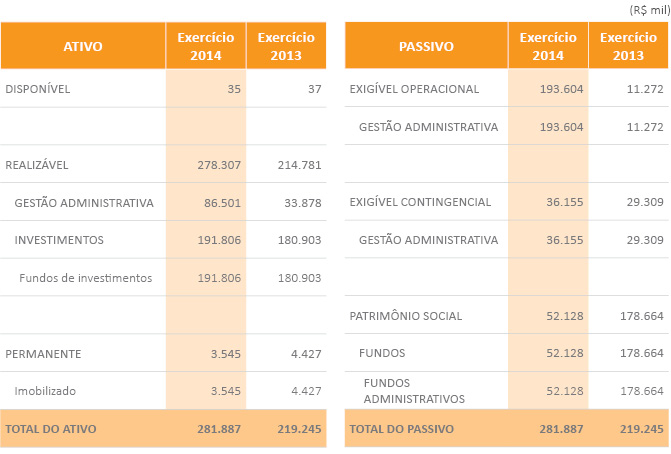 (R$ mil)
ATIVO Exercício 2014 Exercício 2013
DISPONÍVEL 35 37
REALIZÁVEL 278.307 214.781
GESTÃO ADMINISTRATIVA 86.501 33.878
INVESTIMENTOS 191.806 180.903
Fundos de investimentos 191.806 180.903
PERMANENTE 3.545 4.427
Imobilizado 3.545 4.427
TOTAL DO ATIVO 281.887 219.245
PASSIVO Exercício 2014 Exercício 2013
EXIGÍVEL OPERACIONAL 193.604 11.272
GESTÃO ADMINISTRATIVA 193.604 11.272
EXIGÍVEL CONTINGENCIAL 36.155 29.309
GESTÃO ADMINISTRATIVA 36.155 29.309
PATRIMÔNIO SOCIAL 52.128 178.664
FUNDOS 52.128 178.664
FUNDOS
ADMINISTRATIVOS 52.128 178.664
TOTAL DO PASSIVO 281.887 219.245